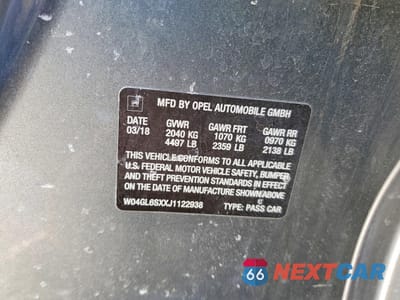 MFD BY OPEL AUTOMOBILE GMBH
DATE GVWR GAWR FRT GAWR RR
03/18 2040 KG 1070 KG 0970 KG
4497 LB 2359 LB 2138 LB
THIS VEHICLE CONFORMS TO ALL APPLICABLE
U.S. FEDERAL MOTOR VEHICLE SAFETY, BUMPER
AND THEFT PREVENTION STANDARDS IN EFFECT
ON THE DATE OF MANUFACTURE SHOWN ABOVE
W04GL6SXXJ1122938 TYPE: PASS CAR
66 NEXTCAR